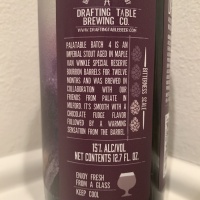 DRAFTING TABLE
BREWING CO.
WWW.DRAFTINGTABLEBEER.COM
PALATABLE BATCH 4 IS AN
IMPERIAL STOUT AGED IN MAPLE
VAN WINKLE SPECIAL RESERVE
BOURBON BARRELS FOR TWELVE
MONTHS AND WAS BREWED IN
COLLABORATION WITH OUR
FRIENDS FROM PALATE IN
MILFORD. IT'S SMOOTH WITH A
CHOCOLATE FUDGE FLAVOR
FOLLOWED BY A WARMING
SENSATION FROM THE BARREL.
BITTERNESS SCALE
15% ALC/VOL
NET CONTENTS 12.7 FL. OZ.
ENJOY FRESH
FROM A GLASS
KEEP COOL